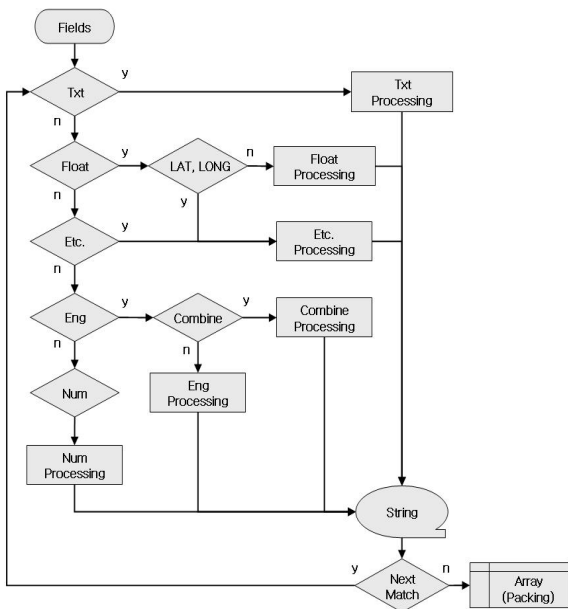 Fields
y
Txt
Txt
Processing
n
y
n
Float
LAT, LONG
Float
Processing
n
y
y
Etc.
Etc.
Processing
n
y
y
Eng
Combine
Combine
Processing
n
n
Num
Eng
Processing
Num
Processing
String
y
n
Next
Match
Array
(Packing)